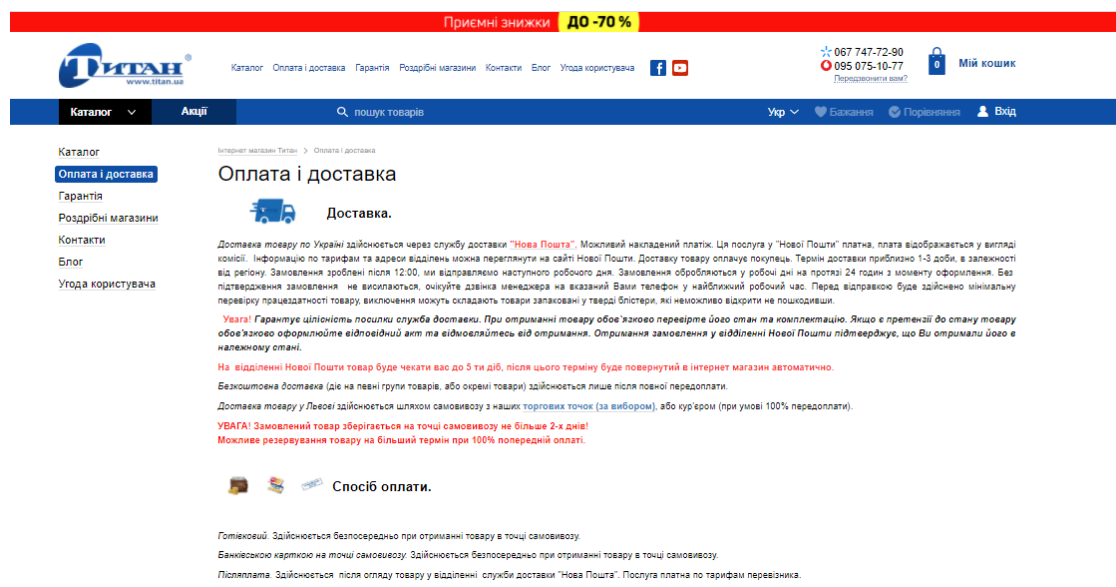 Приємні знижки ДО -70 %
Титан®
www.titan.ua
Каталог Оплата і доставка Гарантія Роздрібні магазини Контакти Блог Угода користувача
067 747-72-90
095 075-10-77
Передзвонити вам?
0
Мій кошик
Каталог Акції пошук товарів Укр Бажання Порівняння Вхід
Каталог
Оплата і доставка
Гарантія
Роздрібні магазини
Контакти
Блог
Угода користувача
Інтернет магазин Титан > Оплата і доставка
Оплата і доставка
Доставка.
Доставка товару по Україні здійснюється через службу доставки "Нова Пошта". Можливий накладений платіж. Ця послуга у "Нової Пошти" платна, плата відображається у вигляді
комісії. Інформацію по тарифам та адреси відділень можна переглянути на сайті Нової Пошти. Доставку товару оплачує покупець. Термін доставки приблизно 1-3 доби, в залежності
від регіону. Замовлення зроблені після 12:00, ми відправляємо наступного робочого дня. Замовлення обробляються у робочі дні на протязі 24 годин з моменту оформлення. Без
підтвердження замовлення не висилаються, очікуйте дзвінка менеджера на вказаний Вами телефон у найближчий робочий час. Перед відправкою буде здійснено мінімальну
перевірку працездатності товару, виключення можуть складають товари запаковані у тверді блістери, які неможливо відкрити не пошкодивши.
Увага! Гарантує цілісність посилки служба доставки. При отриманні товару обов'язково перевірте його стан та комплектацію. Якщо є претензії до стану товару
обов'язково оформлюйте відповідний акт та відмовляйтесь від отримання. Отримання замовлення у відділенні Нової Пошти підтверджує, що Ви отримали його в
належному стані.
На відділенні Нової Пошти товар буде чекати вас до 5 ти діб, після цього терміну буде повернутий в інтернет магазин автоматично.
Безкоштовна доставка (діє на певні групи товарів, або окремі товари) здійснюється лише після повної передоплати.
Доставка товару у Львові здійснюється шляхом самовивозу з наших торгових точок (за вибором), або кур'єром (при умові 100% передоплати).
УВАГА! Замовлений товар зберігається на точці самовивозу не більше 2-х днів!
Можливе резервування товару на більший термін при 100% попередній оплаті.
Спосіб оплати.
Готівковий. Здійснюється безпосередньо при отриманні товару в точці самовивозу.
Банківською карткою на точці самовивозу. Здійснюється безпосередньо при отриманні товару в точці самовивозу.
Післяплата. Здійснюється після огляду товару у відділенні служби доставки "Нова Пошта". Послуга платна по тарифам перевізника.